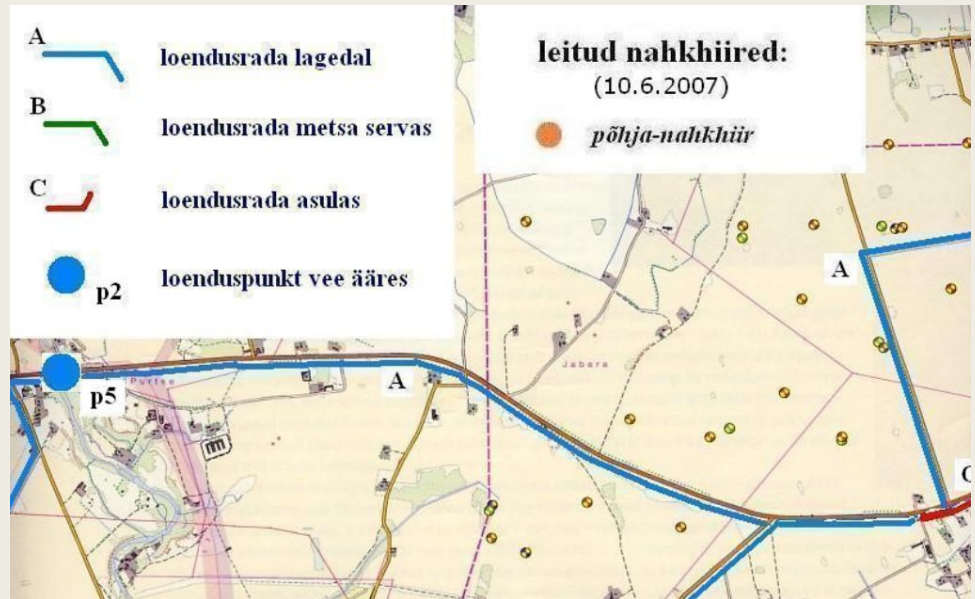 A
loendusrada lagedal
B
loendusrada metsa servas
C
loendusrada asulas
p2
loenduspunkt vee ääres
leitud nahkhiired:
(10.6.2007)
põhja-nahkhiir
A
Jabara
Purtse
p5
A
C